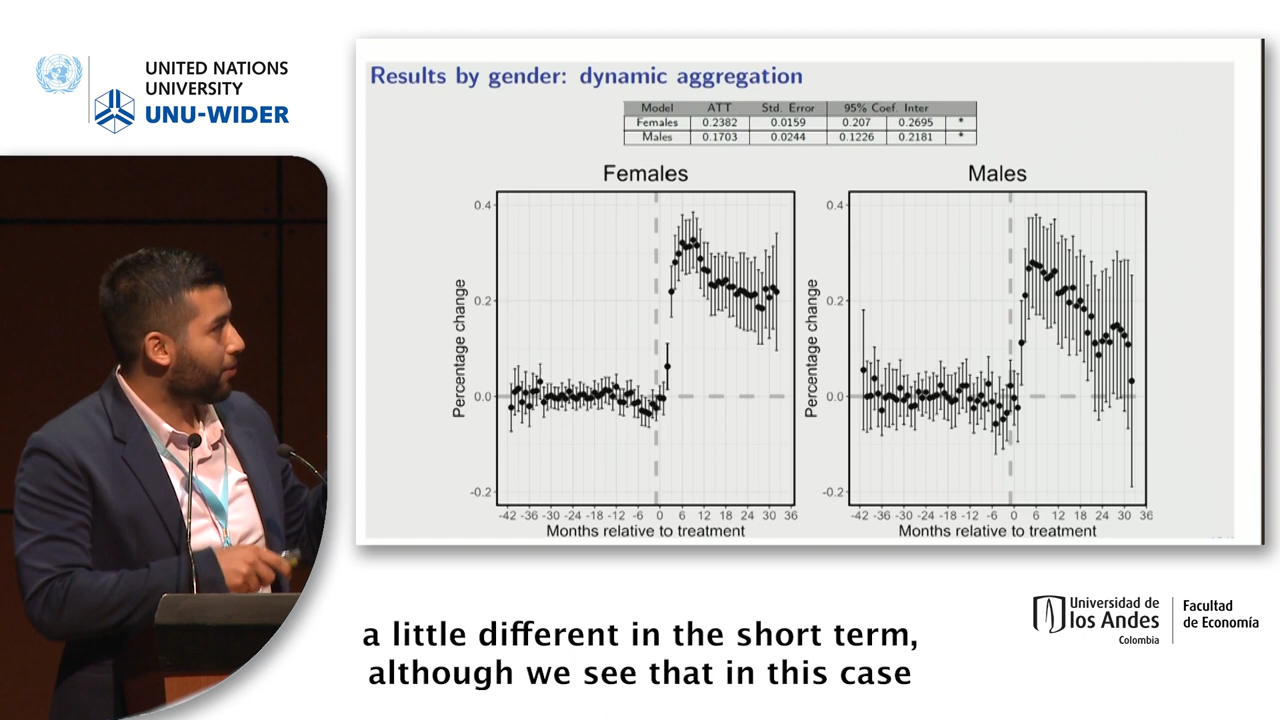 UNITED NATIONS
UNIVERSITY
UNU-WIDER
Results by gender: dynamic aggregation
Model ATT Std. Error 95% Coef. Inter
Females 0.2382 0.0159 0.207 0.2695 *
Males 0.1703 0.0244 0.1226 0.2181 *
Females
Percentage change
0.4
0.2
0.0
-0.2
-42 -36 -30 -24 -18 -12 -6 0 6 12 18 24 30 36
Months relative to treatment
Males
Percentage change
0.4
0.2
0.0
-0.2
-42 -36 -30 -24 -18 -12 -6 0 6 12 18 24 30 36
Months relative to treatment
a little different in the short term,
although we see that in this case
Universidad de
los Andes
Colombia
Facultad
de Economía